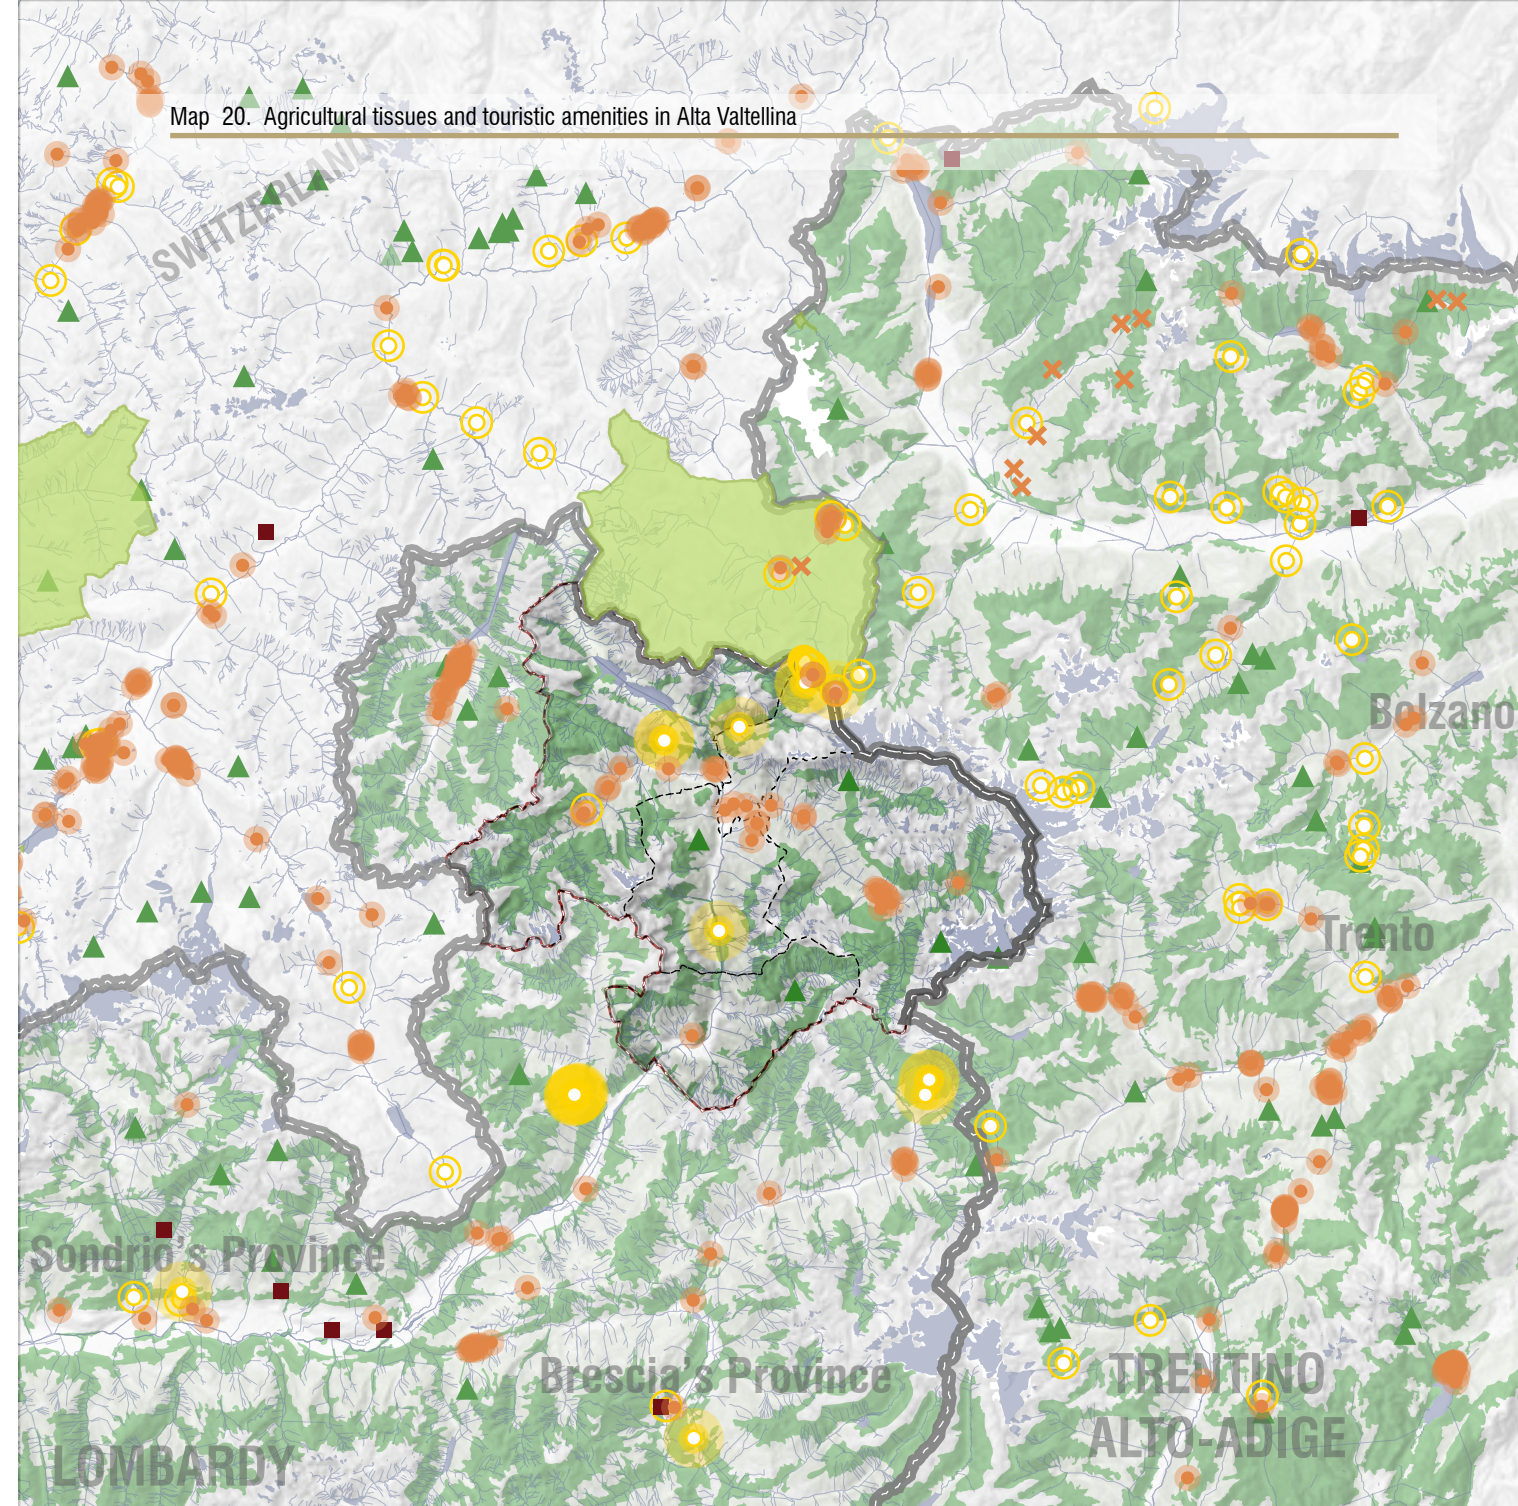 Map 20. Agricultural tissues and touristic amenities in Alta Valtellina
SWITZERLAND
Bolzano
Trento
Sondrio's Province
Brescia's Province
TRENTINO
ALTO-ADIGE
LOMBARDY